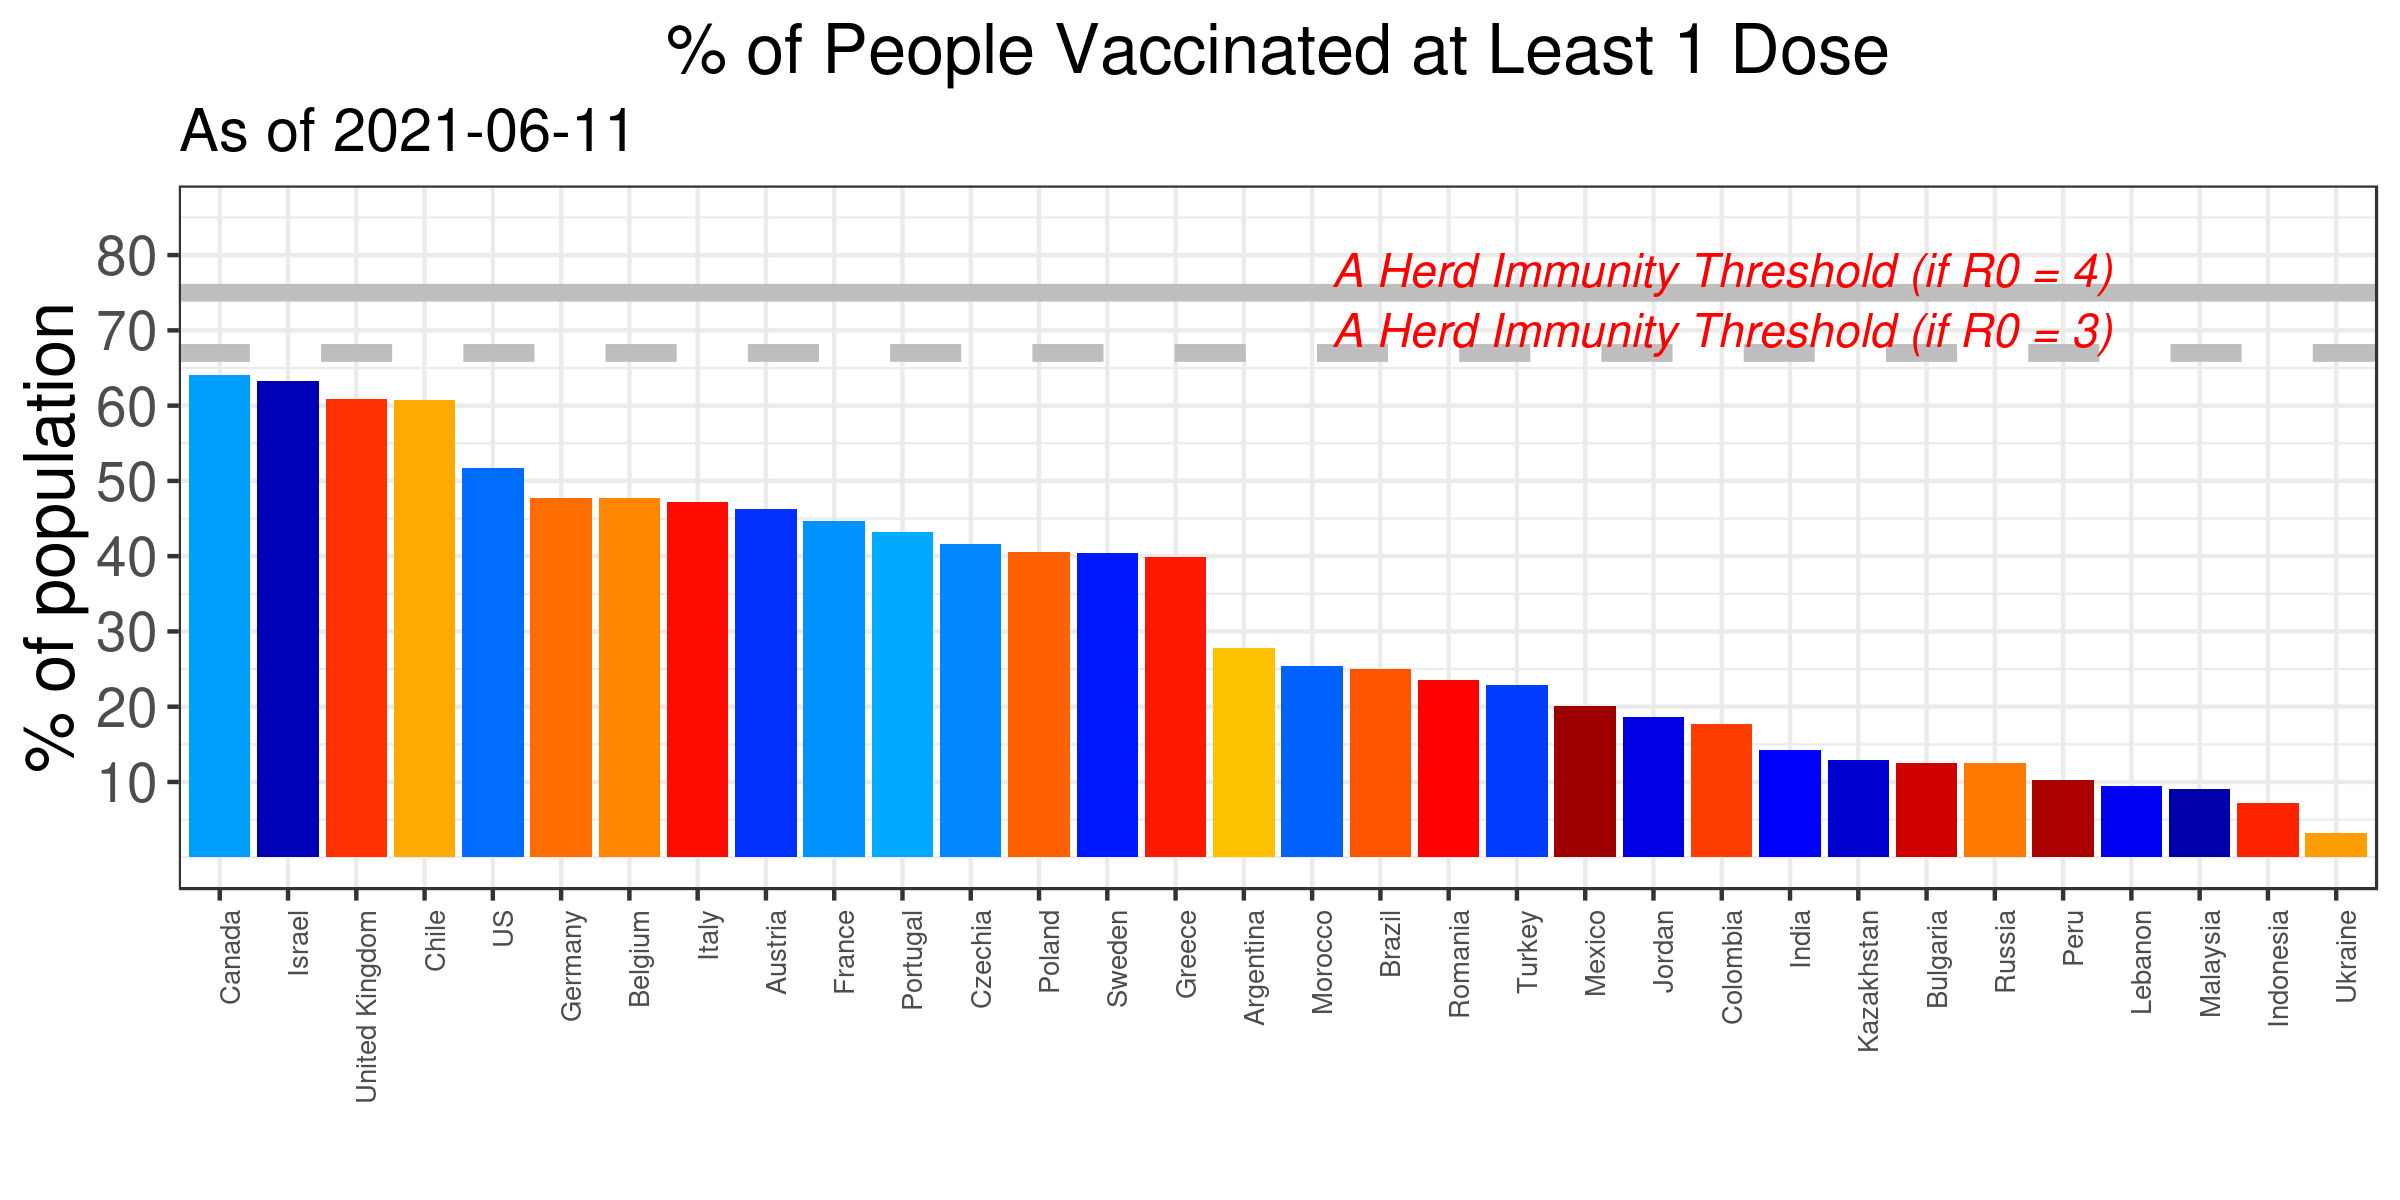 % of People Vaccinated at Least 1 Dose
As of 2021-06-11
% of population
80
70
60
50
40
30
20
10
A Herd Immunity Threshold (if R0 = 4)
A Herd Immunity Threshold (if R0 = 3)
Canada
Israel
United Kingdom
Chile
US
Germany
Belgium
Italy
Austria
France
Portugal
Czechia
Poland
Sweden
Greece
Argentina
Morocco
Brazil
Romania
Turkey
Mexico
Jordan
Colombia
India
Kazakhstan
Bulgaria
Russia
Peru
Lebanon
Malaysia
Indonesia
Ukraine